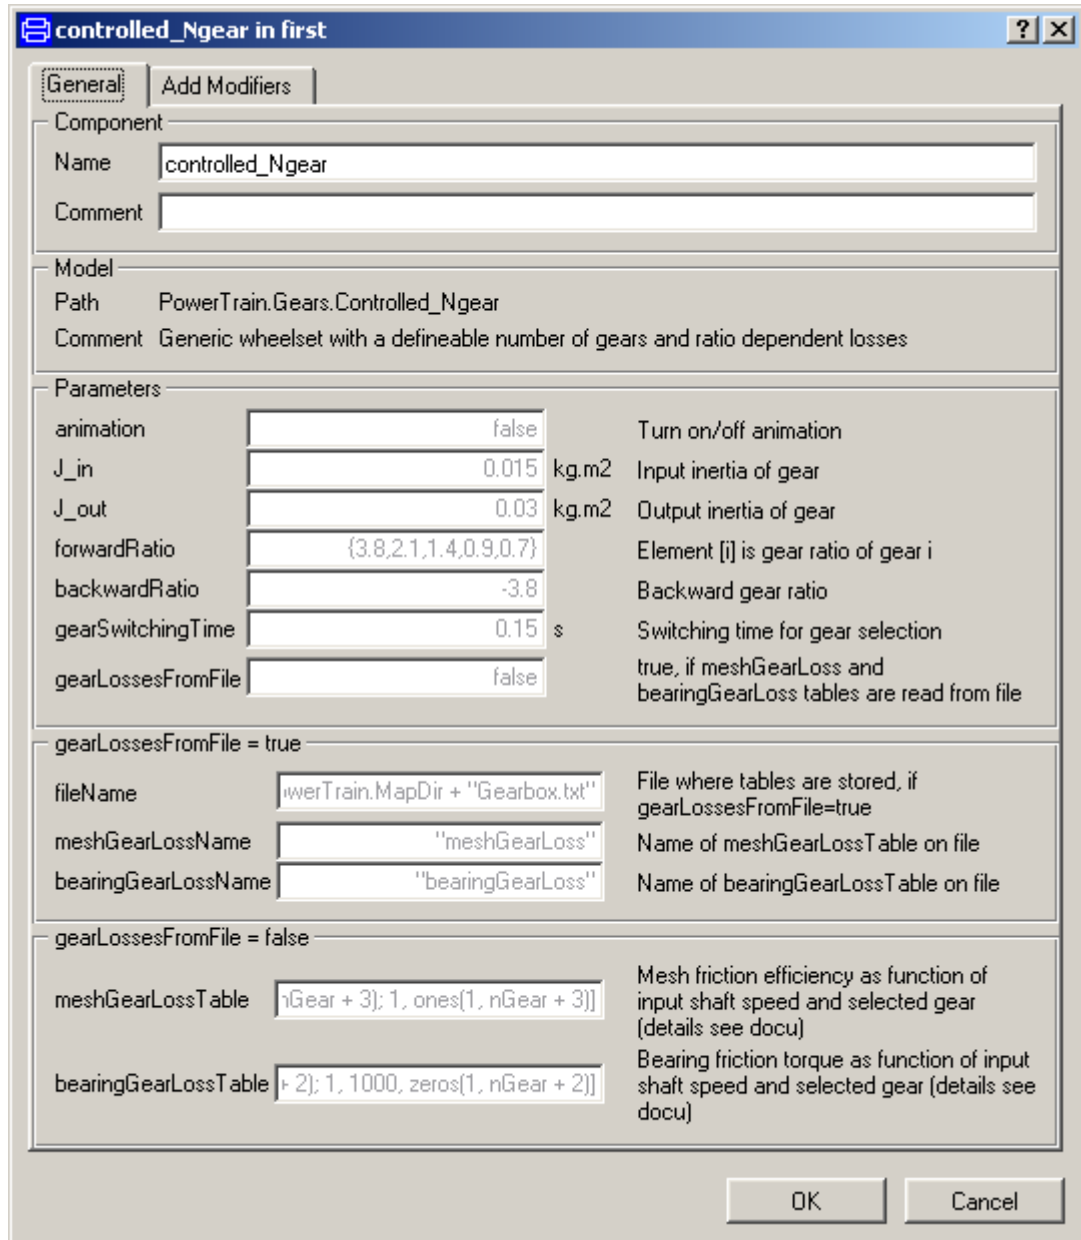 controlled_Ngear in first
General
Add Modifiers
Component
Name controlled_Ngear
Comment
Model
Path PowerTrain.Gears.Controlled_Ngear
Comment Generic wheelset with a defineable number of gears and ratio dependent losses
Parameters
animation false Turn on/off animation
J_in 0.015 kg.m2 Input inertia of gear
J_out 0.03 kg.m2 Output inertia of gear
forwardRatio {3.8,2.1,1.4,0.9,0.7} Element [i] is gear ratio of gear i
backwardRatio -3.8 Backward gear ratio
gearSwitchingTime 0.15 s Switching time for gear selection
gearLossesFromFile false true, if meshGearLoss and
bearingGearLoss tables are read from file
gearLossesFromFile = true
fileName werTrain.MapDir + "Gearbox.txt" File where tables are stored, if
gearLossesFromFile=true
meshGearLossName "meshGearLoss" Name of meshGearLossTable on file
bearingGearLossName "bearingGearLoss" Name of bearingGearLossTable on file
gearLossesFromFile = false
meshGearLossTable nGear + 3); 1, ones(1, nGear + 3)] Mesh friction efficiency as function of
input shaft speed and selected gear
(details see docu)
bearingGearLossTable + 2); 1, 1000, zeros(1, nGear + 2)] Bearing friction torque as function of input
shaft speed and selected gear (details see
docu)
OK
Cancel